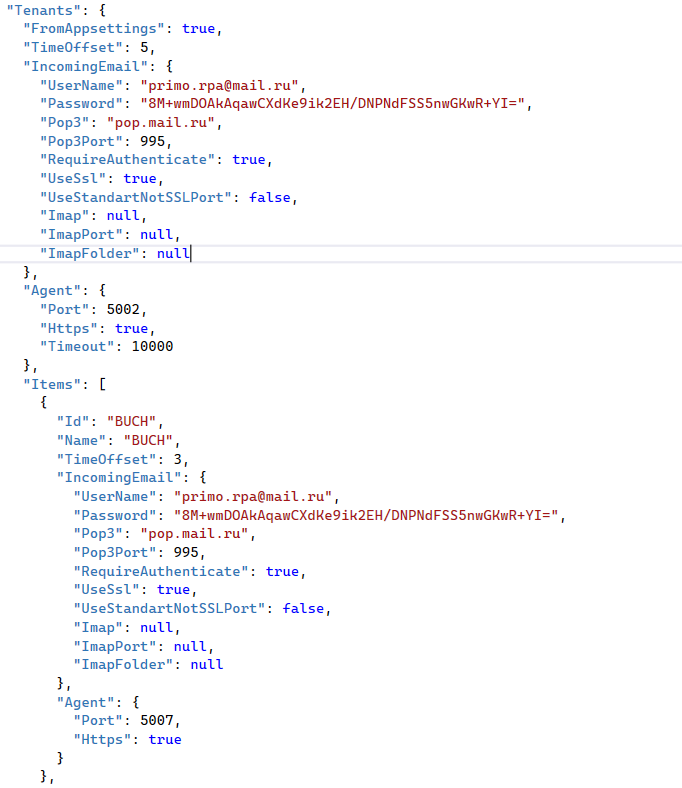 "Tenants": {
"FromAppsettings": true,
"TimeOffset": 5,
"IncomingEmail": {
"UserName": "primo.rpa@mail.ru",
"Password": "8M+wmDOAkAqawCXdKe9ik2EH/DNPNdFSS5nwGKwR+YI=",
"Pop3": "pop.mail.ru",
"Pop3Port": 995,
"RequireAuthenticate": true,
"UseSsl": true,
"UseStandartNotSSLPort": false,
"Imap": null,
"ImapPort": null,
"ImapFolder": null
},
"Agent": {
"Port": 5002,
"Https": true,
"Timeout": 10000
},
"Items": [
{
"Id": "BUCH",
"Name": "BUCH",
"TimeOffset": 3,
"IncomingEmail": {
"UserName": "primo.rpa@mail.ru",
"Password": "8M+wmDOAkAqawCXdKe9ik2EH/DNPNdFSS5nwGKwR+YI=",
"Pop3": "pop.mail.ru",
"Pop3Port": 995,
"RequireAuthenticate": true,
"UseSsl": true,
"UseStandartNotSSLPort": false,
"Imap": null,
"ImapPort": null,
"ImapFolder": null
},
"Agent": {
"Port": 5007,
"Https": true
}
},